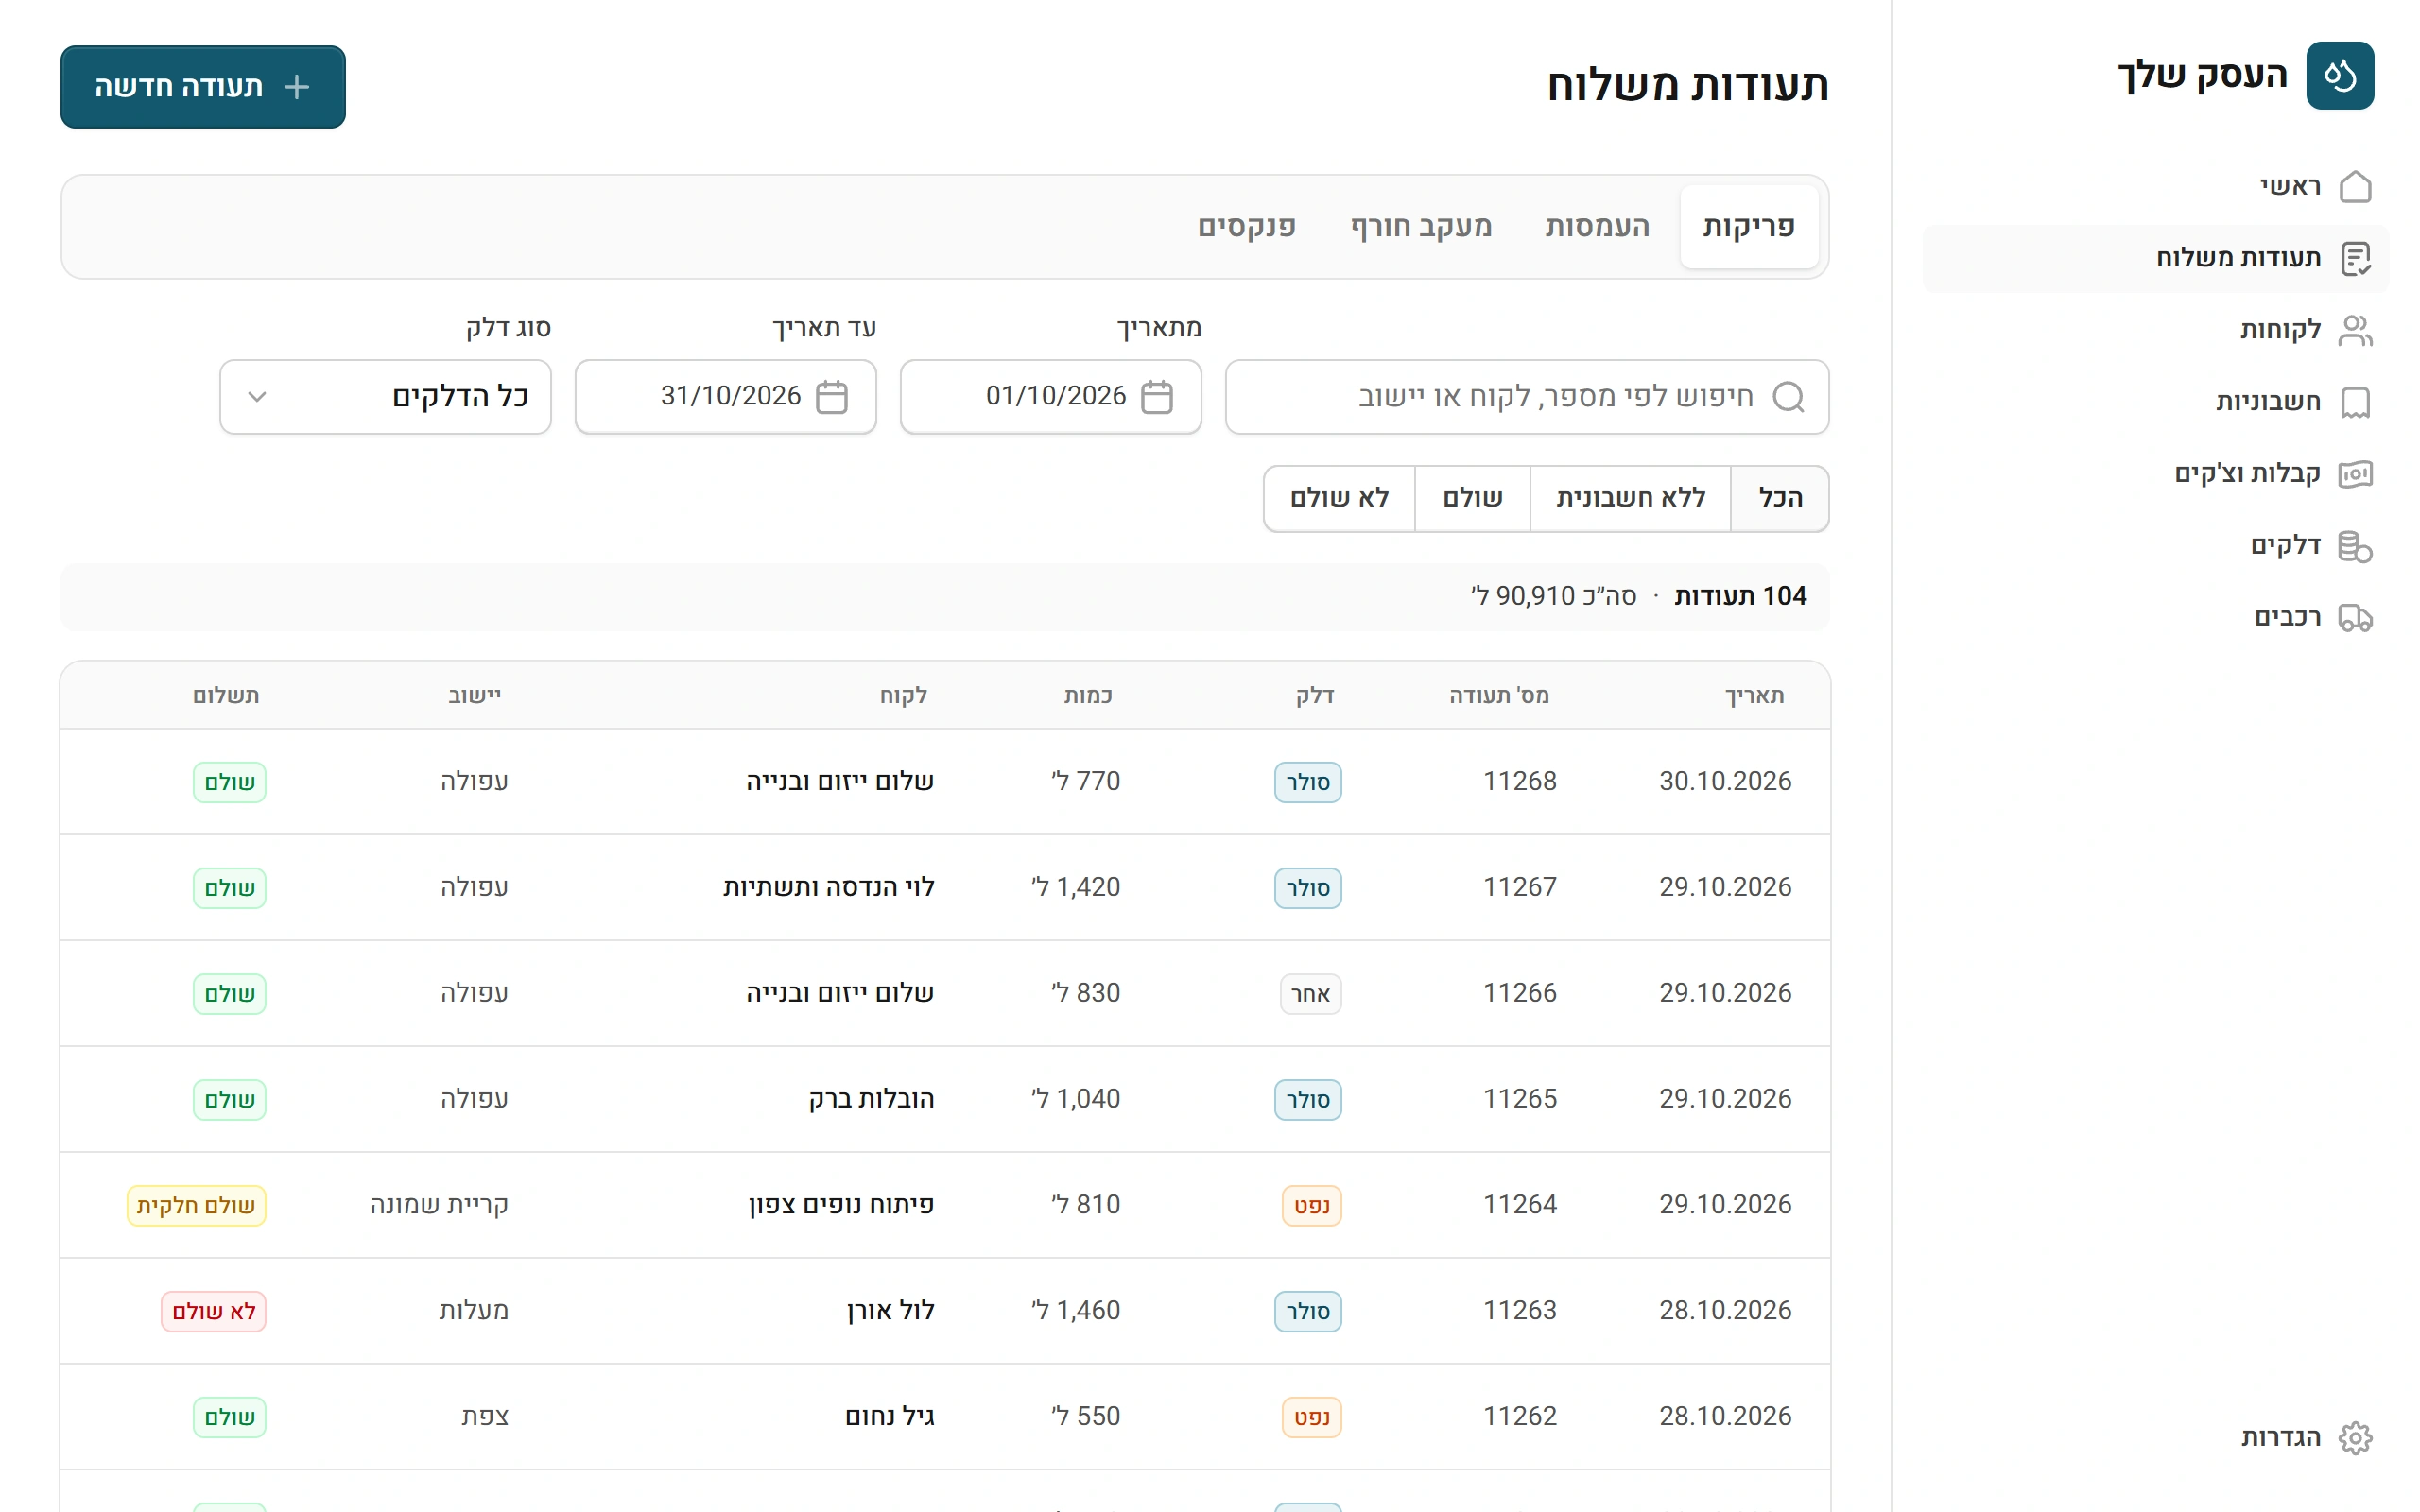 העסק שלך
ראשי
תעודות משלוח
לקוחות
חשבוניות
קבלות וצ'קים
דלקים
רכבים
הגדרות
תעודות משלוח
תעודה חדשה
פריקות העמסות מעקב חורף פנקסים
מתאריך עד תאריך סוג דלק
חיפוש לפי מספר, לקוח או יישוב 01/10/2026 31/10/2026 כל הדלקים
הכל ללא חשבונית שולם לא שולם
104 תעודות · סה״כ 90,910 ל׳
תאריך מס' תעודה דלק כמות לקוח יישוב תשלום
30.10.2026 11268 סולר 770 ל׳ שלום ייזום ובנייה עפולה שולם
29.10.2026 11267 סולר 1,420 ל׳ לוי הנדסה ותשתיות עפולה שולם
29.10.2026 11266 אחר 830 ל׳ שלום ייזום ובנייה עפולה שולם
29.10.2026 11265 סולר 1,040 ל׳ הובלות ברק עפולה שולם
29.10.2026 11264 נפט 810 ל׳ פיתוח נופים צפון קריית שמונה שולם חלקית
28.10.2026 11263 סולר 1,460 ל׳ לול אורן מעלות לא שולם
28.10.2026 11262 נפט 550 ל׳ גיל נחום צפת שולם